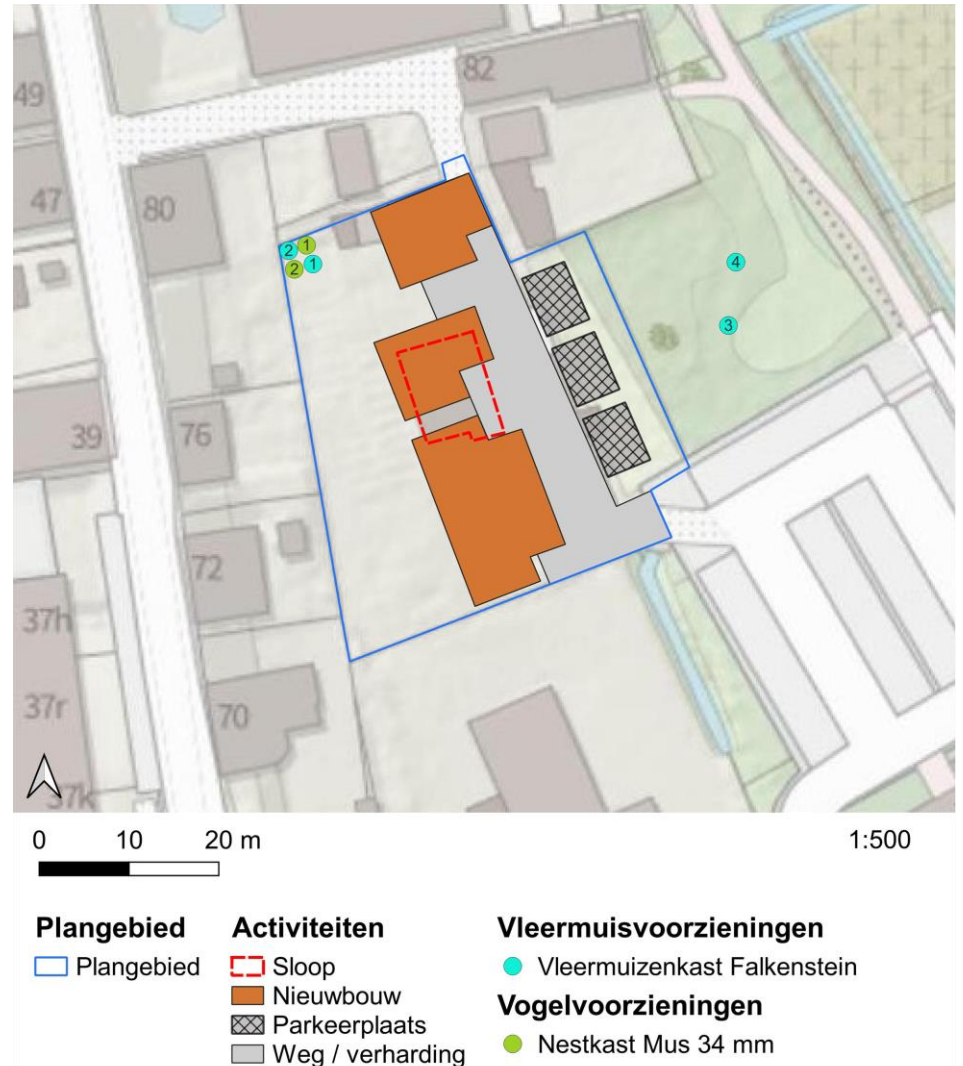 82
49
47
80
2 1
2 1
4
3
39
76
72
37h
37r
70
37k
0 10 20 m 1:500
Plangebied
Plangebied
Activiteiten
Sloop
Nieuwbouw
Parkeerplaats
Weg / verharding
Vleermuisvoorzieningen
Vleermuizenkast Falkenstein
Vogelvoorzieningen
Nestkast Mus 34 mm